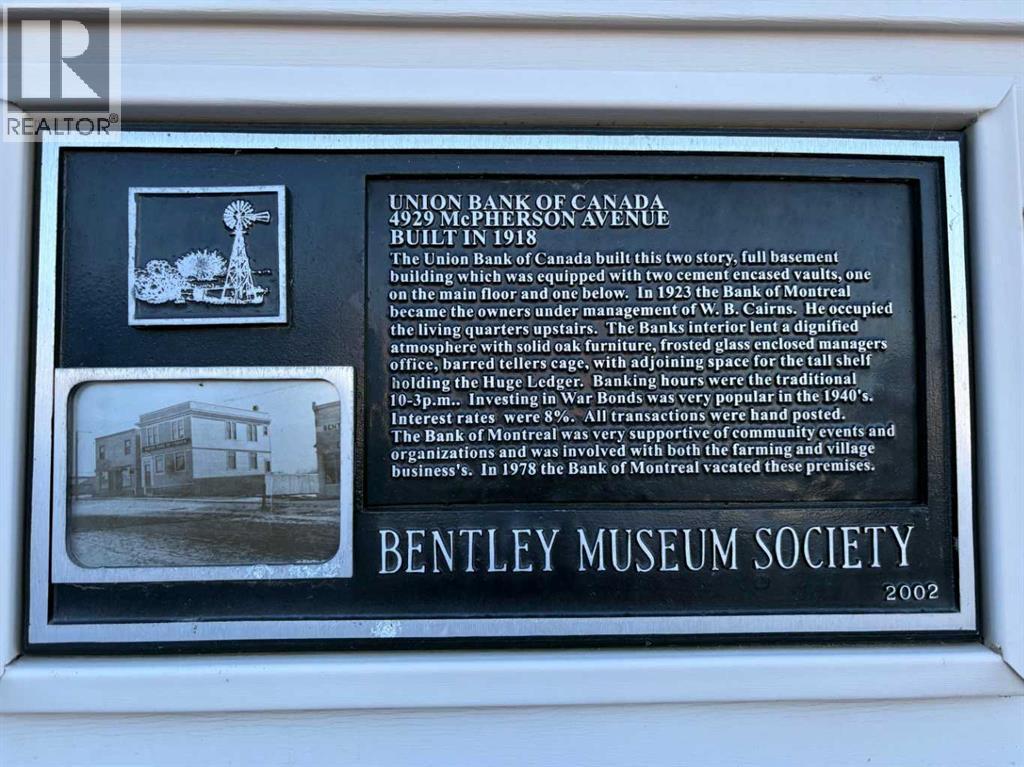 R
REALTOR®
UNION BANK OF CANADA
4929 McPHERSON AVENUE
BUILT IN 1918
The Union Bank of Canada built this two story, full basement
building which was equipped with two cement encased vaults, one
on the main floor and one below. In 1923 the Bank of Montreal
became the owners under management of W. B. Cairns. He occupied
the living quarters upstairs. The Banks interior lent a dignified
atmosphere with solid oak furniture, frosted glass enclosed managers
office, barred tellers cage, with adjoining space for the tall shelf
holding the Huge Ledger. Banking hours were the traditional
10-3p.m.. Investing in War Bonds was very popular in the 1940's.
Interest rates were 8%. All transactions were hand posted.
The Bank of Montreal was very supportive of community events and
organizations and was involved with both the farming and village
business's. In 1978 the Bank of Montreal vacated these premises.
BENT
BENTLEY MUSEUM SOCIETY
2002